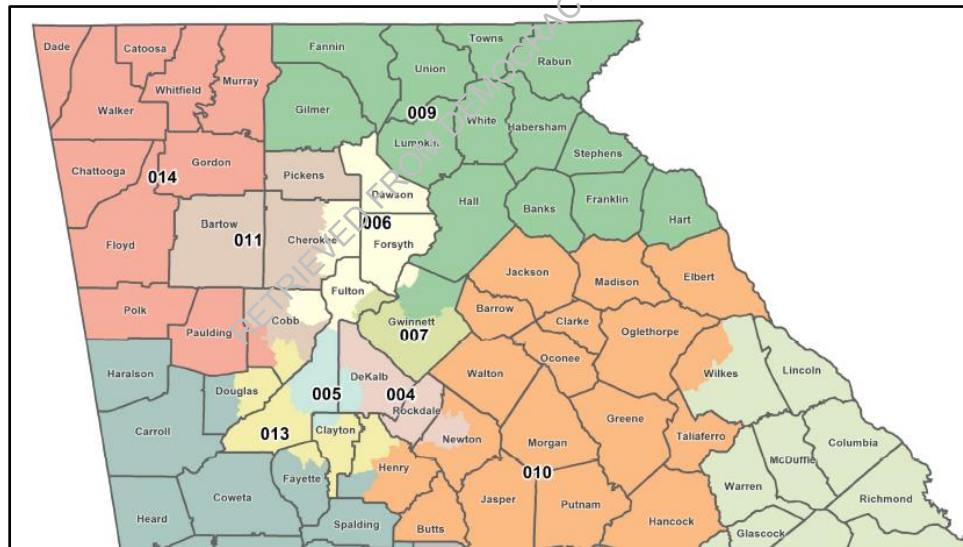 Towns
Fannin
Rabun
Dade
Catoosa
Union
Murray
Whitfield
Walker
Gilmer
009
White
Habersham
Lumpkin
Stephens
Chattooga
Gordon
014
Pickens
Dawson
Hall
Banks
Franklin
Hart
006
Bartow
011
Cherokee
Forsyth
Floyd
Jackson
Madison
Elbert
Fulton
Polk
Cobb
Gwinnett
007
Barrow
Clarke
Oglethorpe
Paulding
Oconee
Haralson
DeKalb
Walton
Wilkes
Lincoln
Douglas
005
004
Rockdale
Greene
Carroll
013
Clayton
Newton
Morgan
Taliaferro
Columbia
McDuffie
Henry
010
Fayette
Warren
Richmond
Coweta
Jasper
Putnam
Heard
Spalding
Butts
Hancock
Glascock
RETRIEVED FROM DEMOCRAC